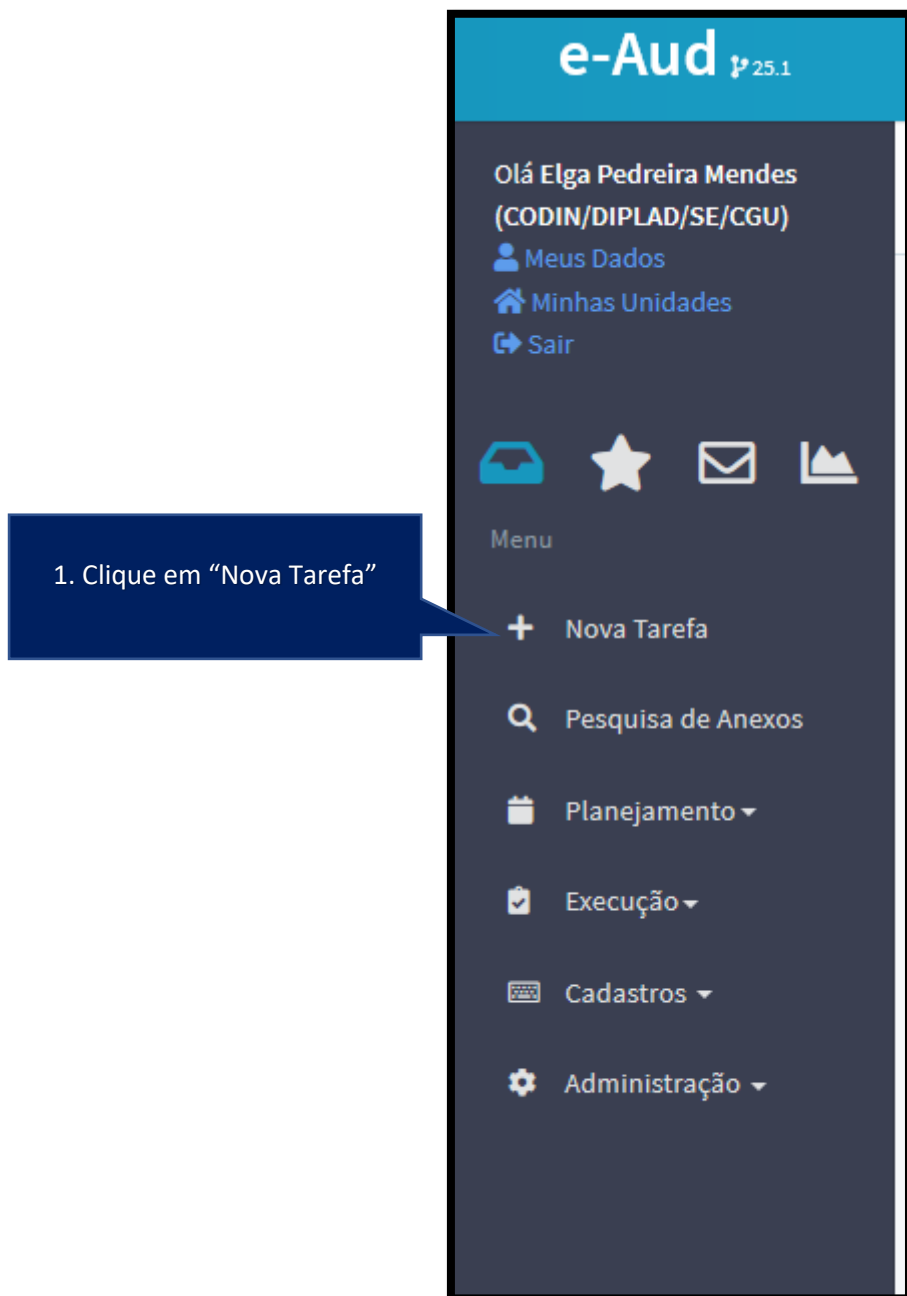 e-Aud 25.1
Olá Elga Pedreira Mendes
(CODIN/DIPLAD/SE/CGU)
Meus Dados
Minhas Unidades
Sair
Menu
1. Clique em “Nova Tarefa”
Nova Tarefa
Pesquisa de Anexos
Planejamento
Execução
Cadastros
Administração